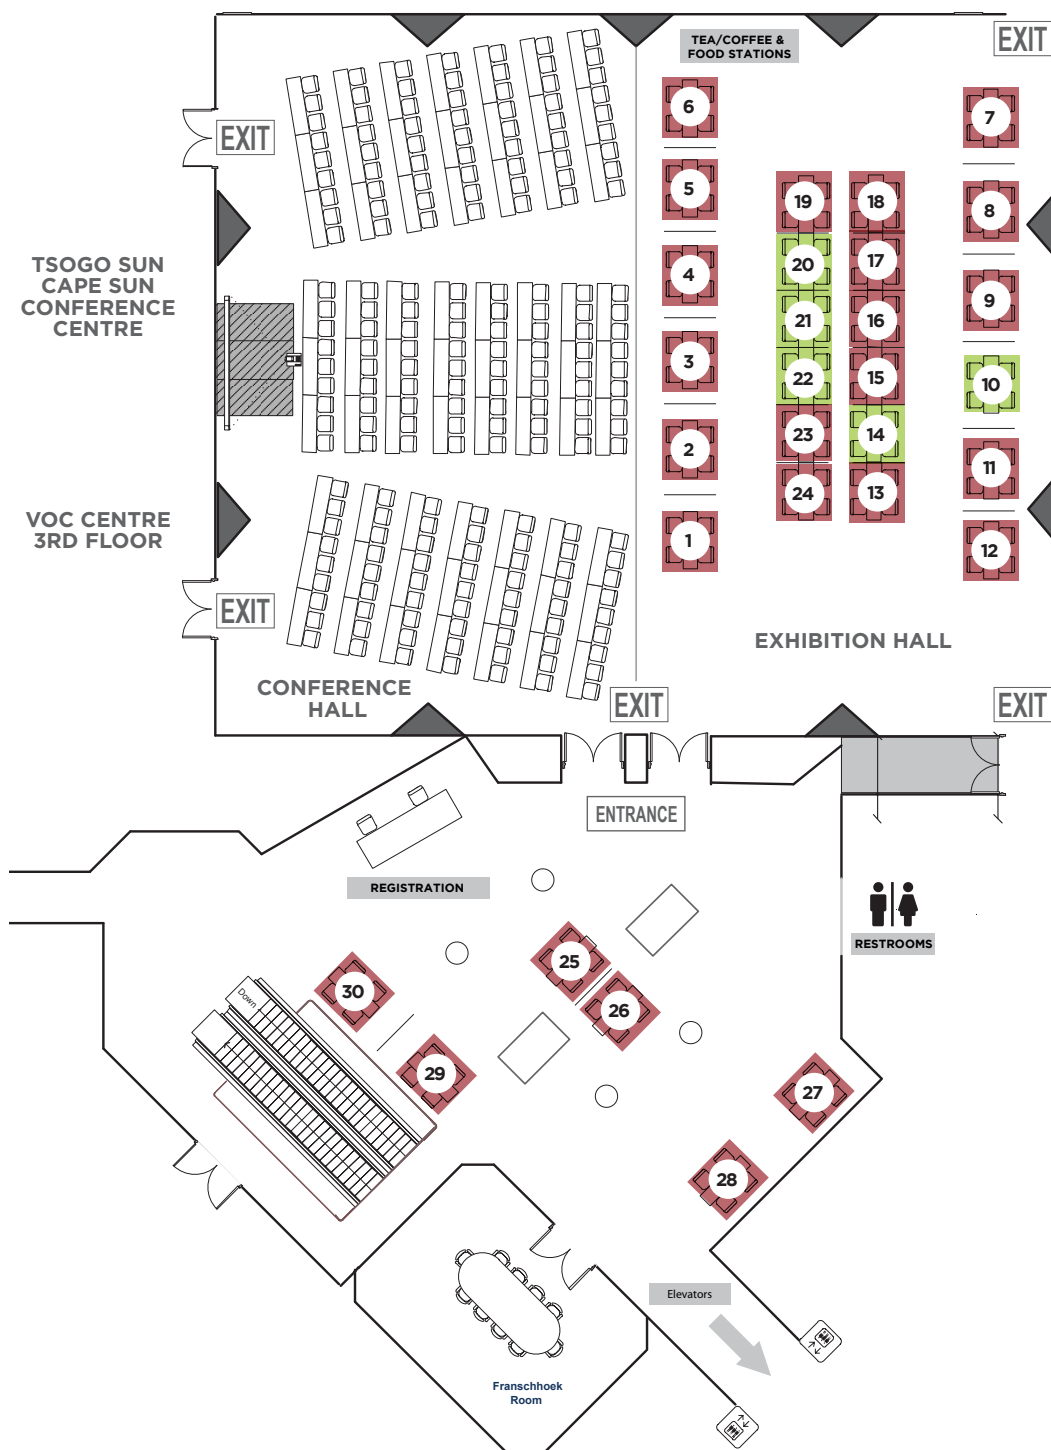 TEA/COFFEE &
FOOD STATIONS
EXIT
EXIT
6
7
5
8
19
18
TSOGO SUN
CAPE SUN
CONFERENCE
CENTRE
4
20
17
9
21
16
3
22
15
10
2
23
14
11
24
13
VOC CENTRE
3RD FLOOR
1
12
EXIT
EXHIBITION HALL
CONFERENCE
HALL
EXIT
EXIT
ENTRANCE
REGISTRATION
RESTROOMS
25
30
Down
26
29
27
28
Elevators
Franschhoek
Room